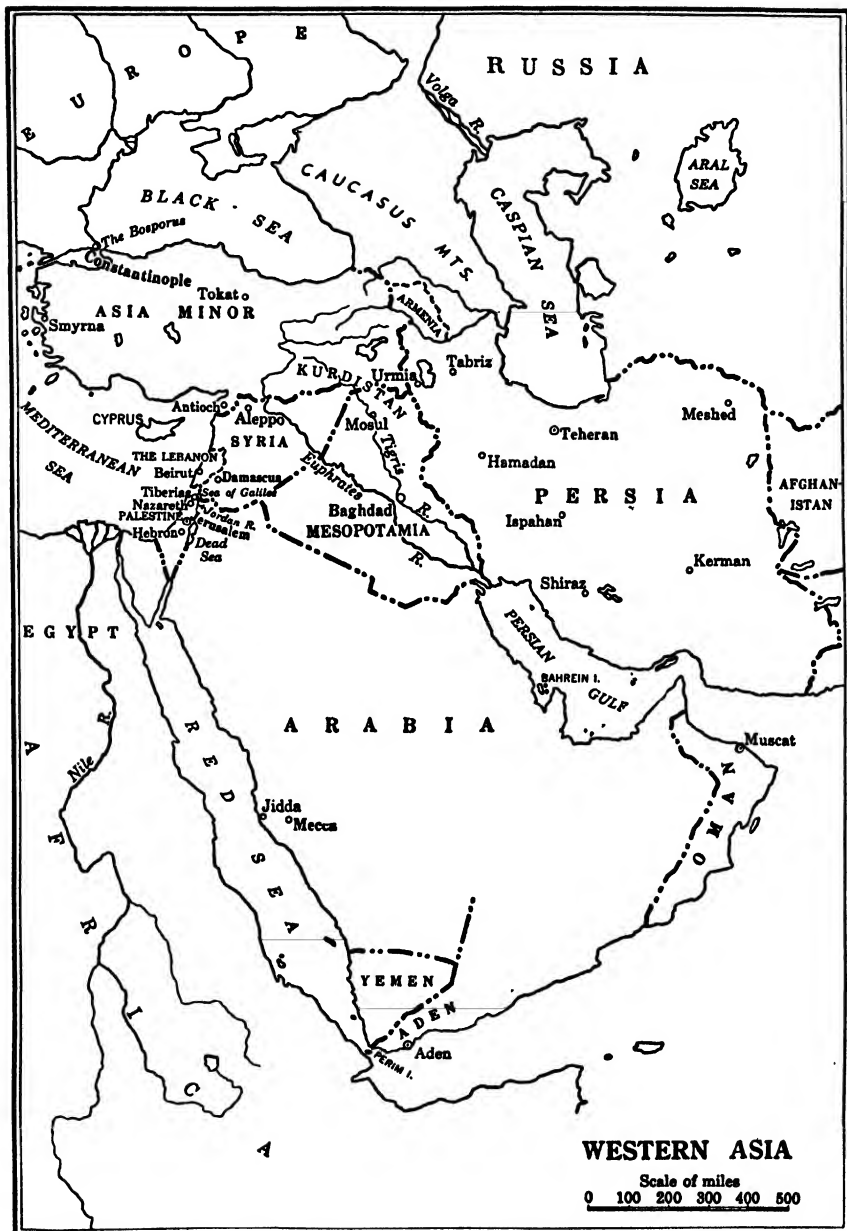 EUROPE
RUSSIA
Volga R.
ARAL
SEA
BLACK SEA
CAUCASUS MTS.
CASPIAN SEA
The Bosporus
Constantinople
Tokat
ASIA MINOR
ARMENIA
Smyrna
Tabriz
KURDISTAN
Urmia
Meshed
Antioch
Aleppo
CYPRUS
Mosul
Teheran
SYRIA
MEDITERRANEAN
SEA
THE LEBANON
Hamadan
Beirut
Damascus
Euphrates R.
Tigris R.
AFGHAN-
ISTAN
Tiberias
Sea of Galilee
PERSIA
Nazareth
Jordan R.
Baghdad
Ispahan
PALESTINE
Jerusalem
MESOPOTAMIA
Hebron
Dead
Sea
Kerman
Shiraz
EGYPT
PERSIAN
GULF
BAHREIN I.
ARABIA
Muscat
Nile R.
RED SEA
OMAN
Jidda
Mecca
AFRICA
YEMEN
ADEN
Aden
PERIM I.
WESTERN ASIA
Scale of miles
0 100 200 300 400 500